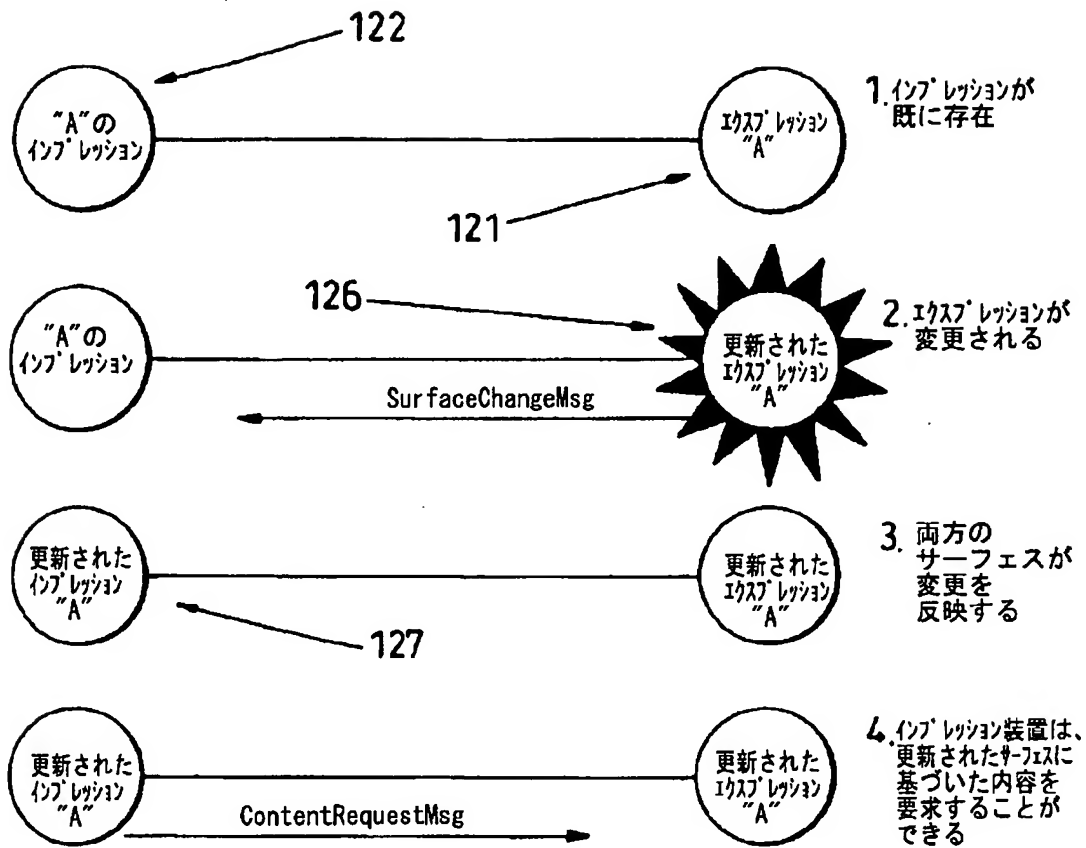 122
"A"の
インプレッション
エクスプレッション
"A"
1.インプレッションが
既に存在
121
126
"A"の
インプレッション
更新された
エクスプレッション
"A"
2.エクスプレッションが
変更される
SurfaceChangeMsg
更新された
インプレッション
"A"
更新された
エクスプレッション
"A"
3.両方の
サーフェスが
変更を
反映する
127
更新された
インプレッション
"A"
更新された
エクスプレッション
"A"
4.インプレッション装置は、
更新されたサーフェスに
基づいた内容を
要求することが
できる
ContentRequestMsg